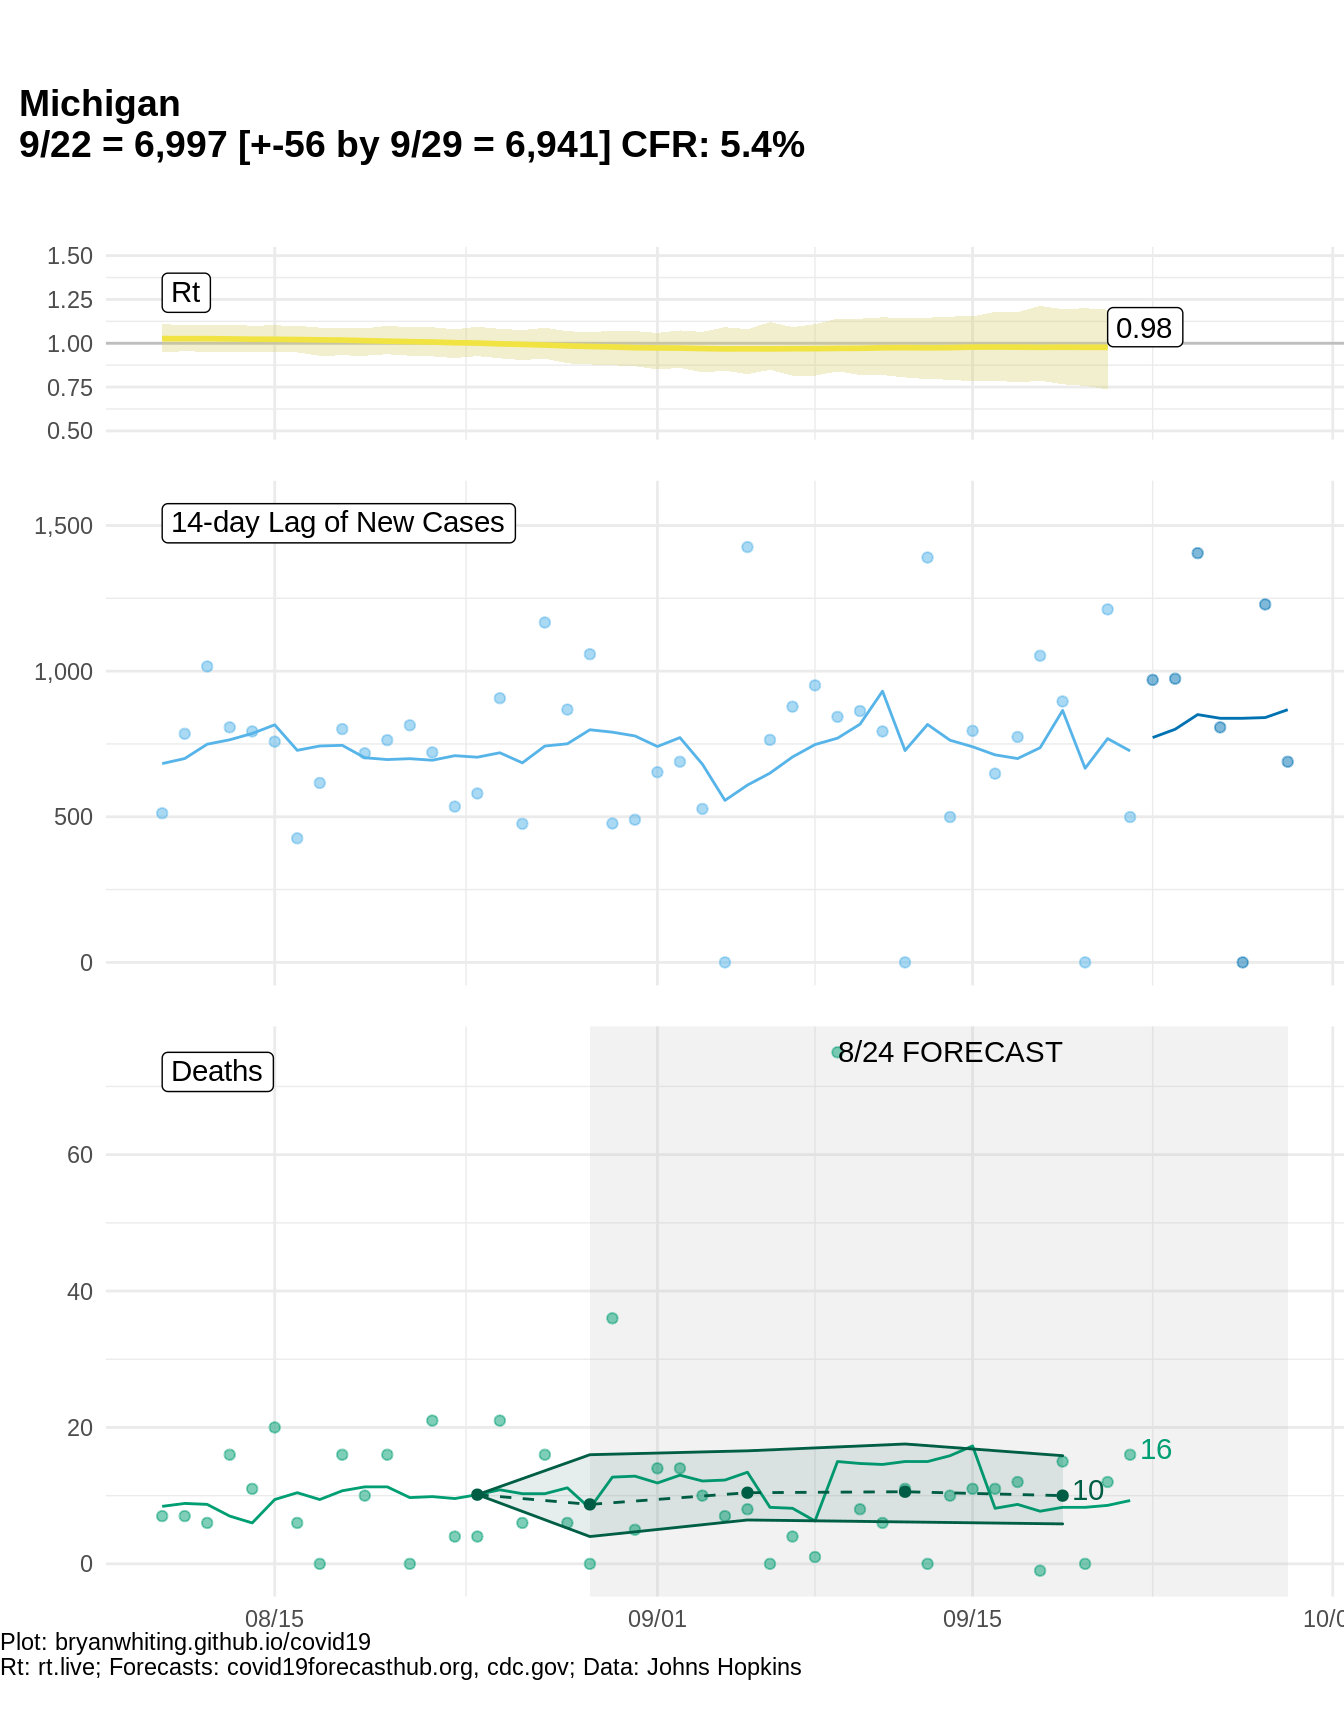 Michigan
9/22 = 6,997 [+-56 by 9/29 = 6,941] CFR: 5.4%
1.50
1.25
1.00
0.75
0.50
Rt
0.98
14-day Lag of New Cases
1,500
1,000
500
0
Deaths
8/24 FORECAST
60
40
20
0
16
10
08/15
09/01
09/15
10/0
Plot: bryanwhiting.github.io/covid19
Rt: rt.live; Forecasts: covid19forecasthub.org, cdc.gov; Data: Johns Hopkins